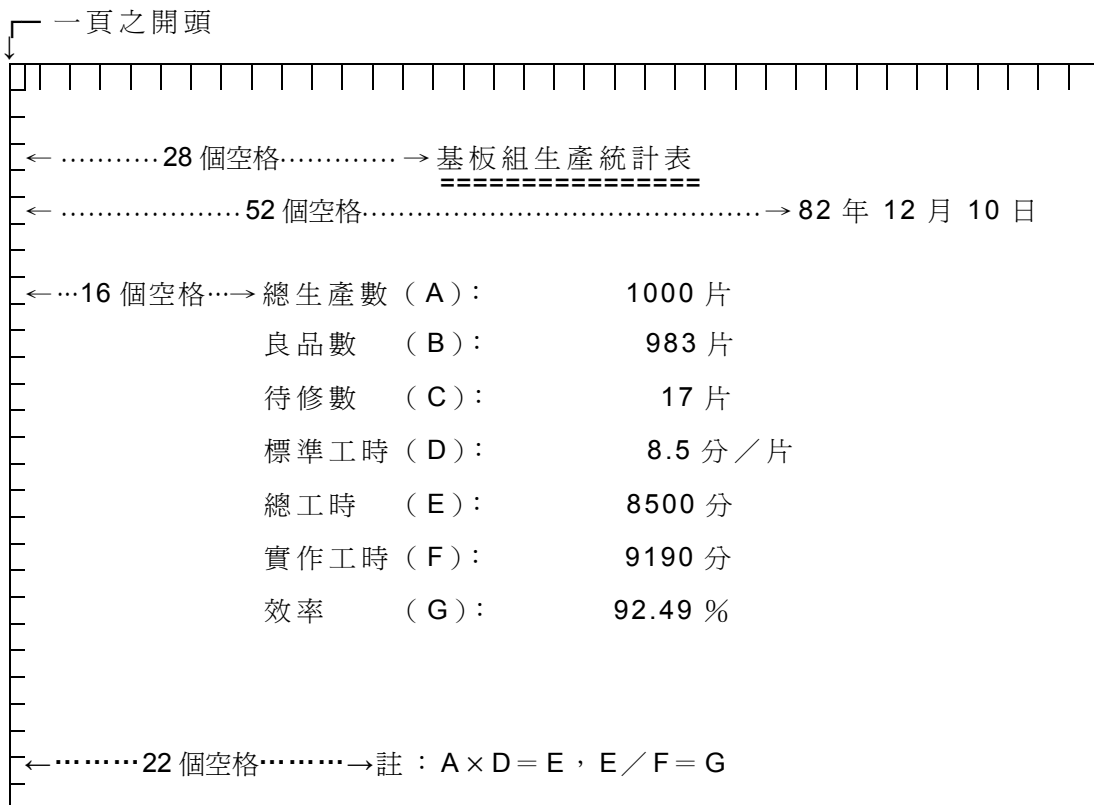 一頁之開頭
← ………… 28 個空格 ………… → 基板組生產統計表
================
← ………………… 52 個空格 …………………………………… → 82 年 12 月 10 日
←…16 個空格…→ 總生產數（A）： 1000 片
良品數 （B）： 983 片
待修數 （C）： 17 片
標準工時（D）： 8.5 分／片
總工時 （E）： 8500 分
實作工時（F）： 9190 分
效率 （G）： 92.49 ％
←………22 個空格………→註：A×D＝E，E／F＝G